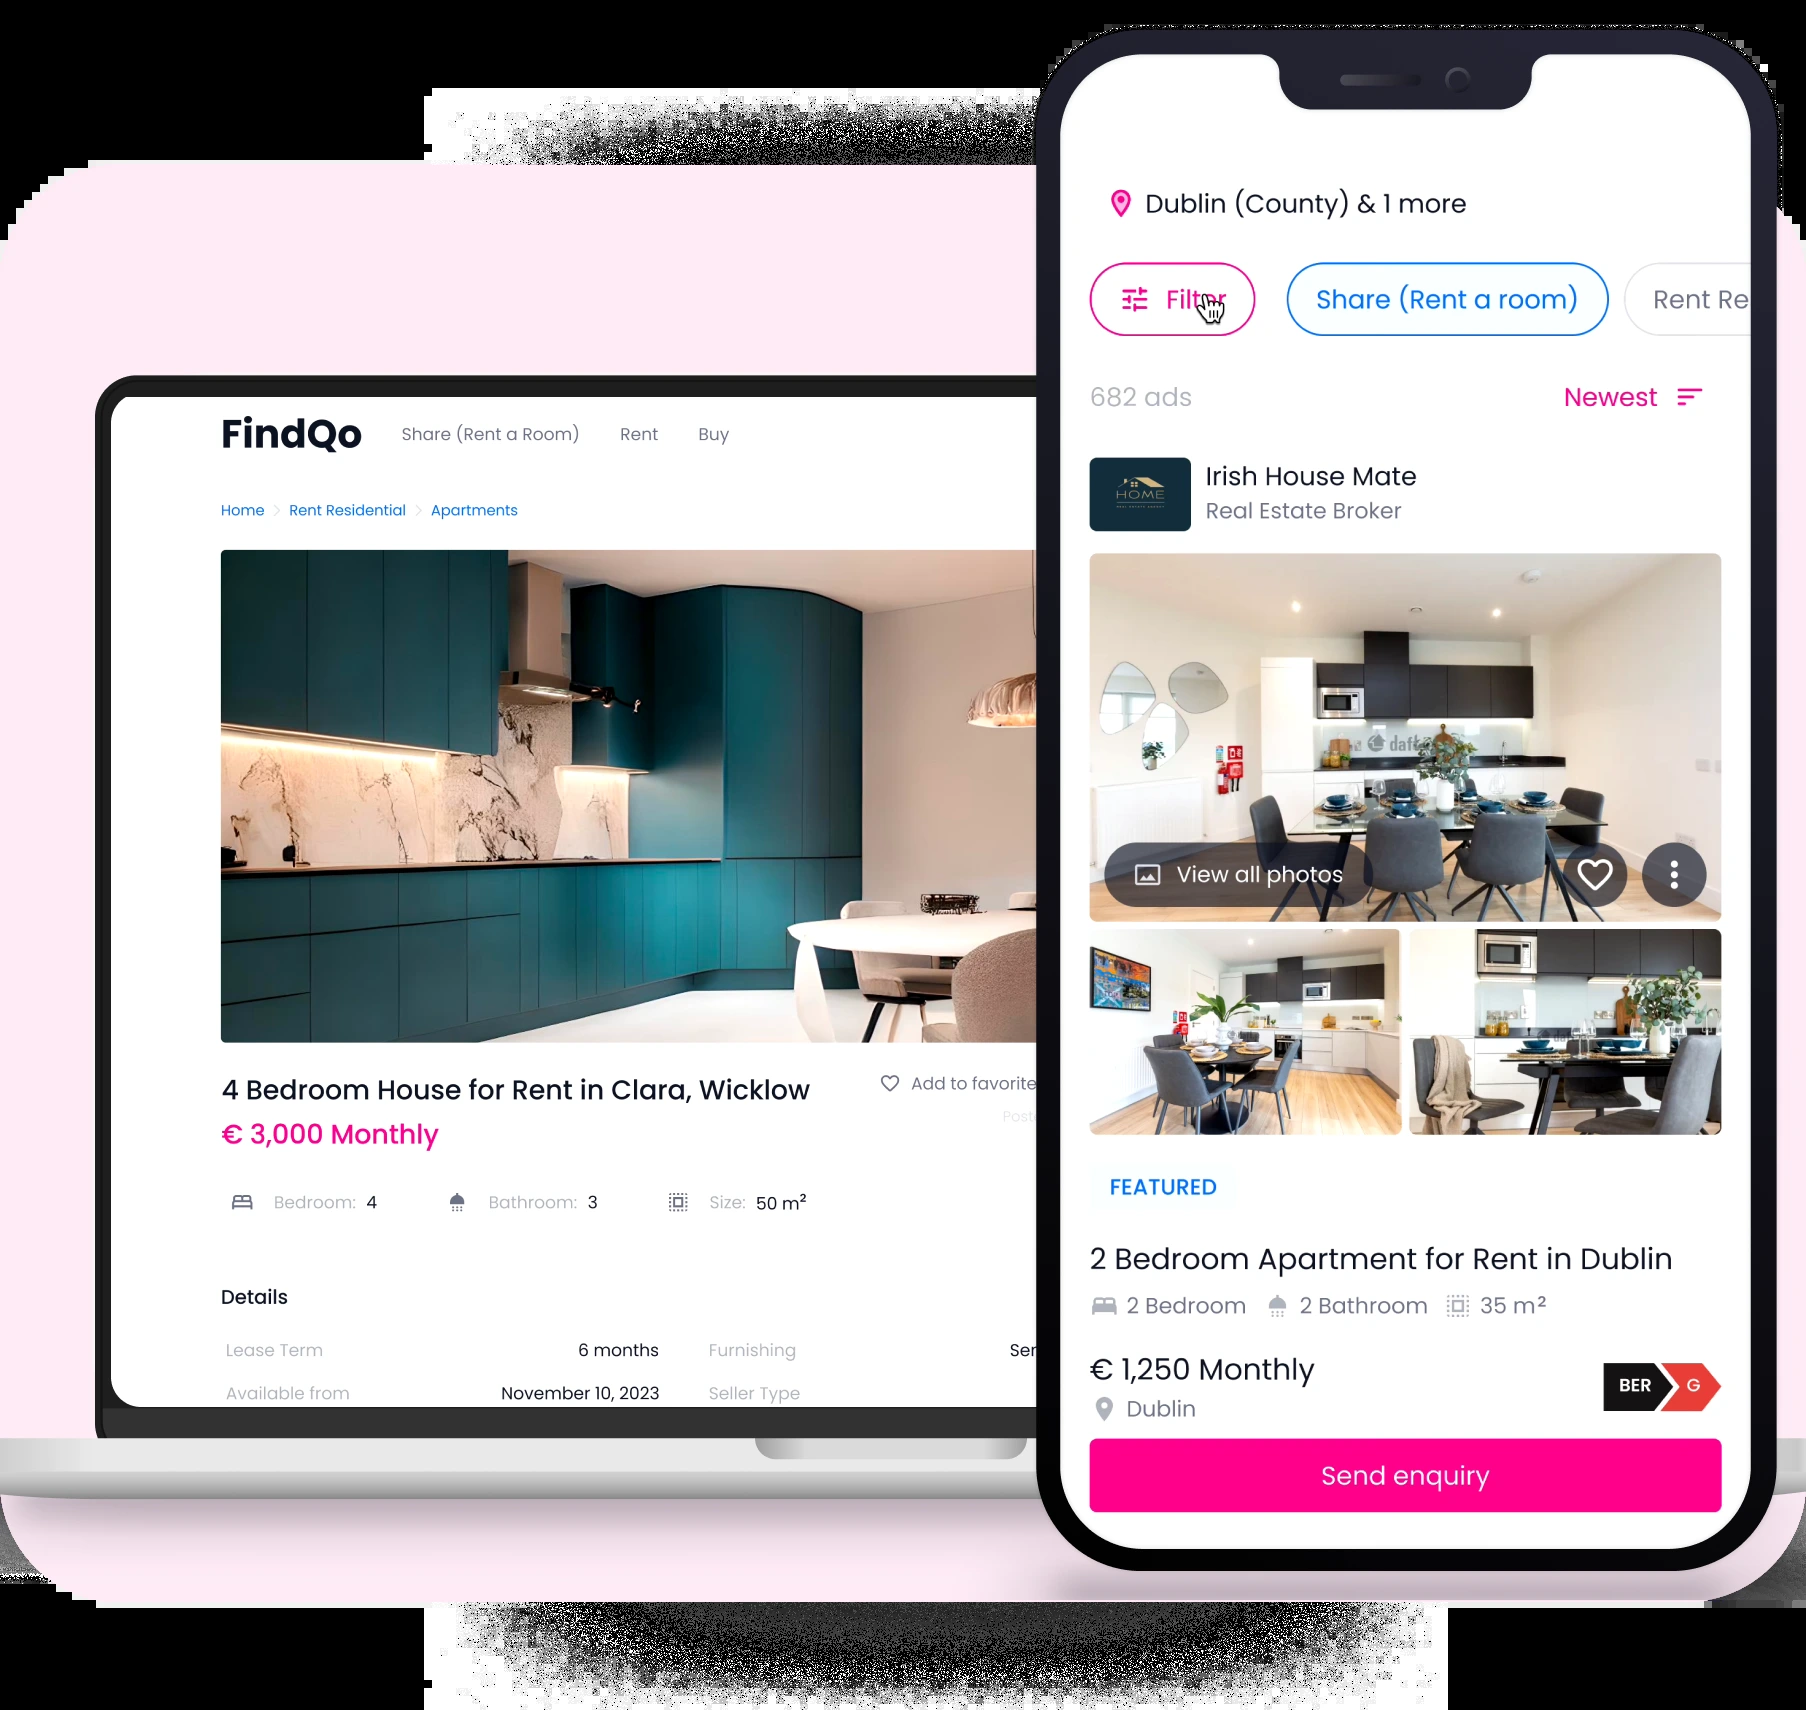 FindQo
Share (Rent a Room)
Rent
Buy
Home
Rent Residential
Apartments
4 Bedroom House for Rent in Clara, Wicklow
Add to favorite
€ 3,000 Monthly
Bedroom: 4
Bathroom: 3
Size: 50 m²
Details
Lease Term
6 months
Furnishing
Available from
November 10, 2023
Seller Type
Dublin (County) & 1 more
Filter
Share (Rent a room)
Rent Re
682 ads
Newest
HOME
Irish House Mate
Real Estate Broker
daft
View all photos
FEATURED
2 Bedroom Apartment for Rent in Dublin
2 Bedroom
2 Bathroom
35 m²
€ 1,250 Monthly
BER
G
Dublin
Send enquiry